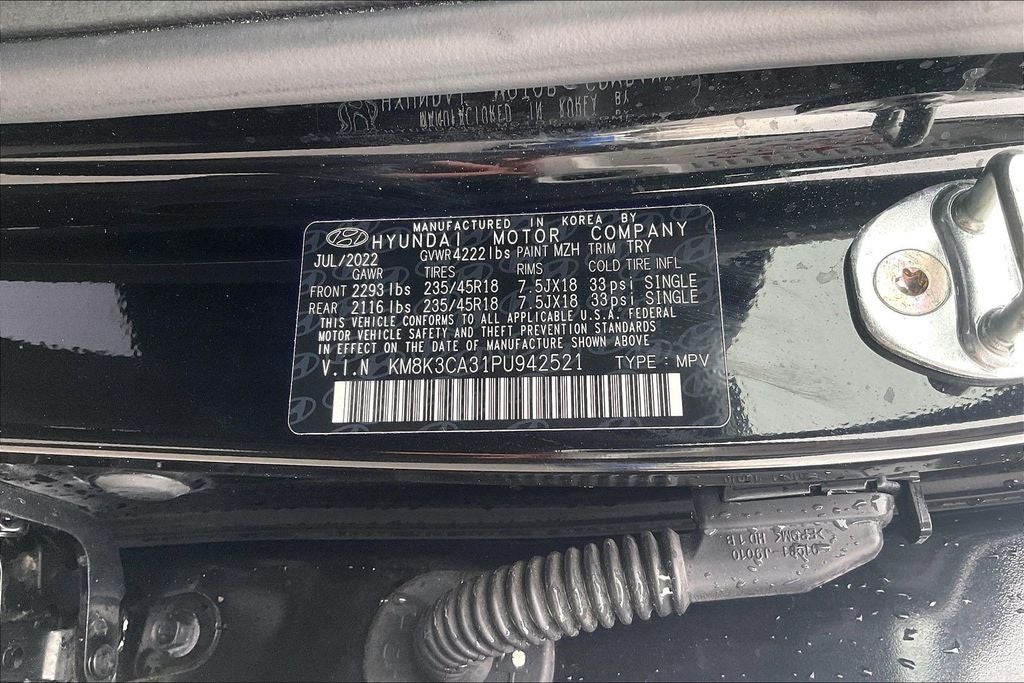 MANUFACTURED IN KOREA BY
HYUNDAI MOTOR COMPANY
JUL/2022 GVWR 4222 lbs PAINT MZH TRIM TRY
GAWR TIRES RIMS COLD TIRE INFL
FRONT 2293 lbs 235/45R18 7.5JX18 33psi SINGLE
REAR 2116 lbs 235/45R18 7.5JX18 33psi SINGLE
THIS VEHICLE CONFORMS TO ALL APPLICABLE U.S.A. FEDERAL
MOTOR VEHICLE SAFETY AND THEFT PREVENTION STANDARDS
IN EFFECT ON THE DATE OF MANUFACTURE SHOWN ABOVE
V.I.N KM8K3CA31PU942521 TYPE : MPV